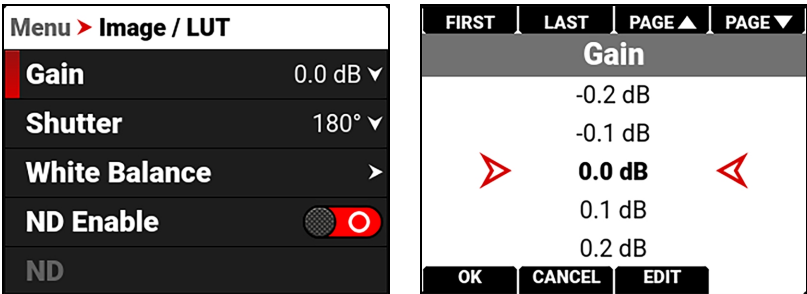 Menu > Image / LUT
Gain 0.0 dB
Shutter 180°
White Balance
ND Enable
ND
FIRST LAST PAGE▲ PAGE▼
Gain
-0.2 dB
-0.1 dB
0.0 dB
0.1 dB
0.2 dB
OK CANCEL EDIT